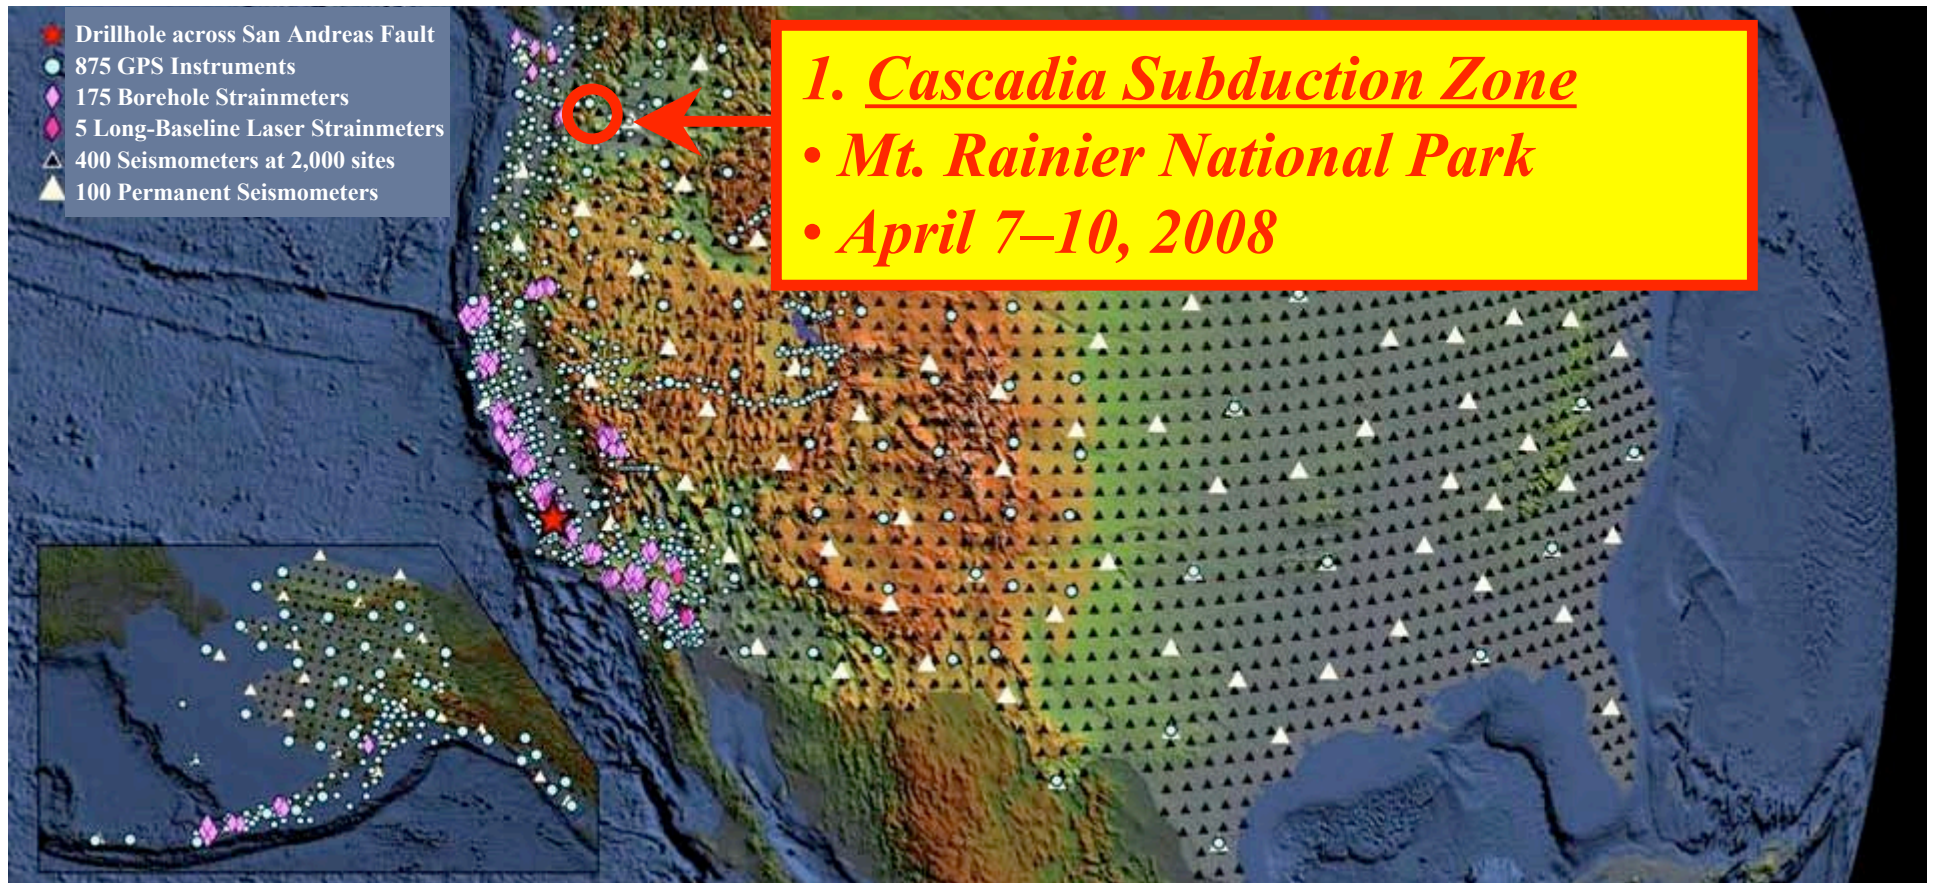 Drillhole across San Andreas Fault
875 GPS Instruments
175 Borehole Strainmeters
5 Long-Baseline Laser Strainmeters
400 Seismometers at 2,000 sites
100 Permanent Seismometers
1. Cascadia Subduction Zone
• Mt. Rainier National Park
• April 7–10, 2008